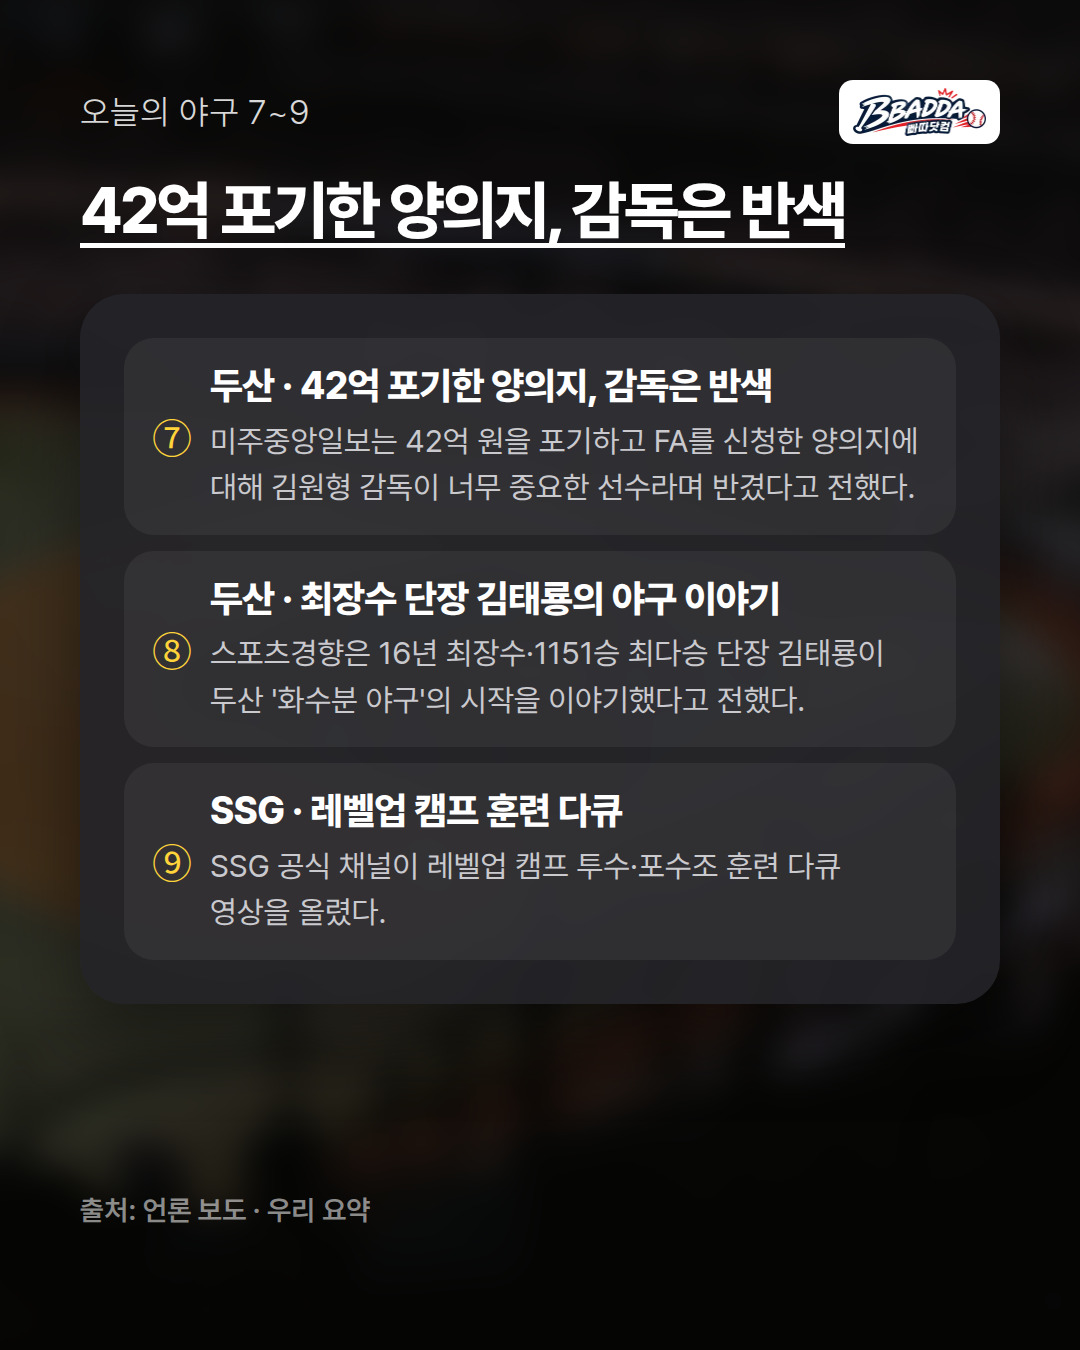 오늘의 야구 7~9
BBADDA
빠따닷컴
42억 포기한 양의지, 감독은 반색
두산 · 42억 포기한 양의지, 감독은 반색
⑦ 미주중앙일보는 42억 원을 포기하고 FA를 신청한 양의지에
대해 김원형 감독이 너무 중요한 선수라며 반겼다고 전했다.
두산 · 최장수 단장 김태룡의 야구 이야기
⑧ 스포츠경향은 16년 최장수·1151승 최다승 단장 김태룡이
두산 '화수분 야구'의 시작을 이야기했다고 전했다.
SSG · 레벨업 캠프 훈련 다큐
⑨ SSG 공식 채널이 레벨업 캠프 투수·포수조 훈련 다큐
영상을 올렸다.
출처: 언론 보도 · 우리 요약